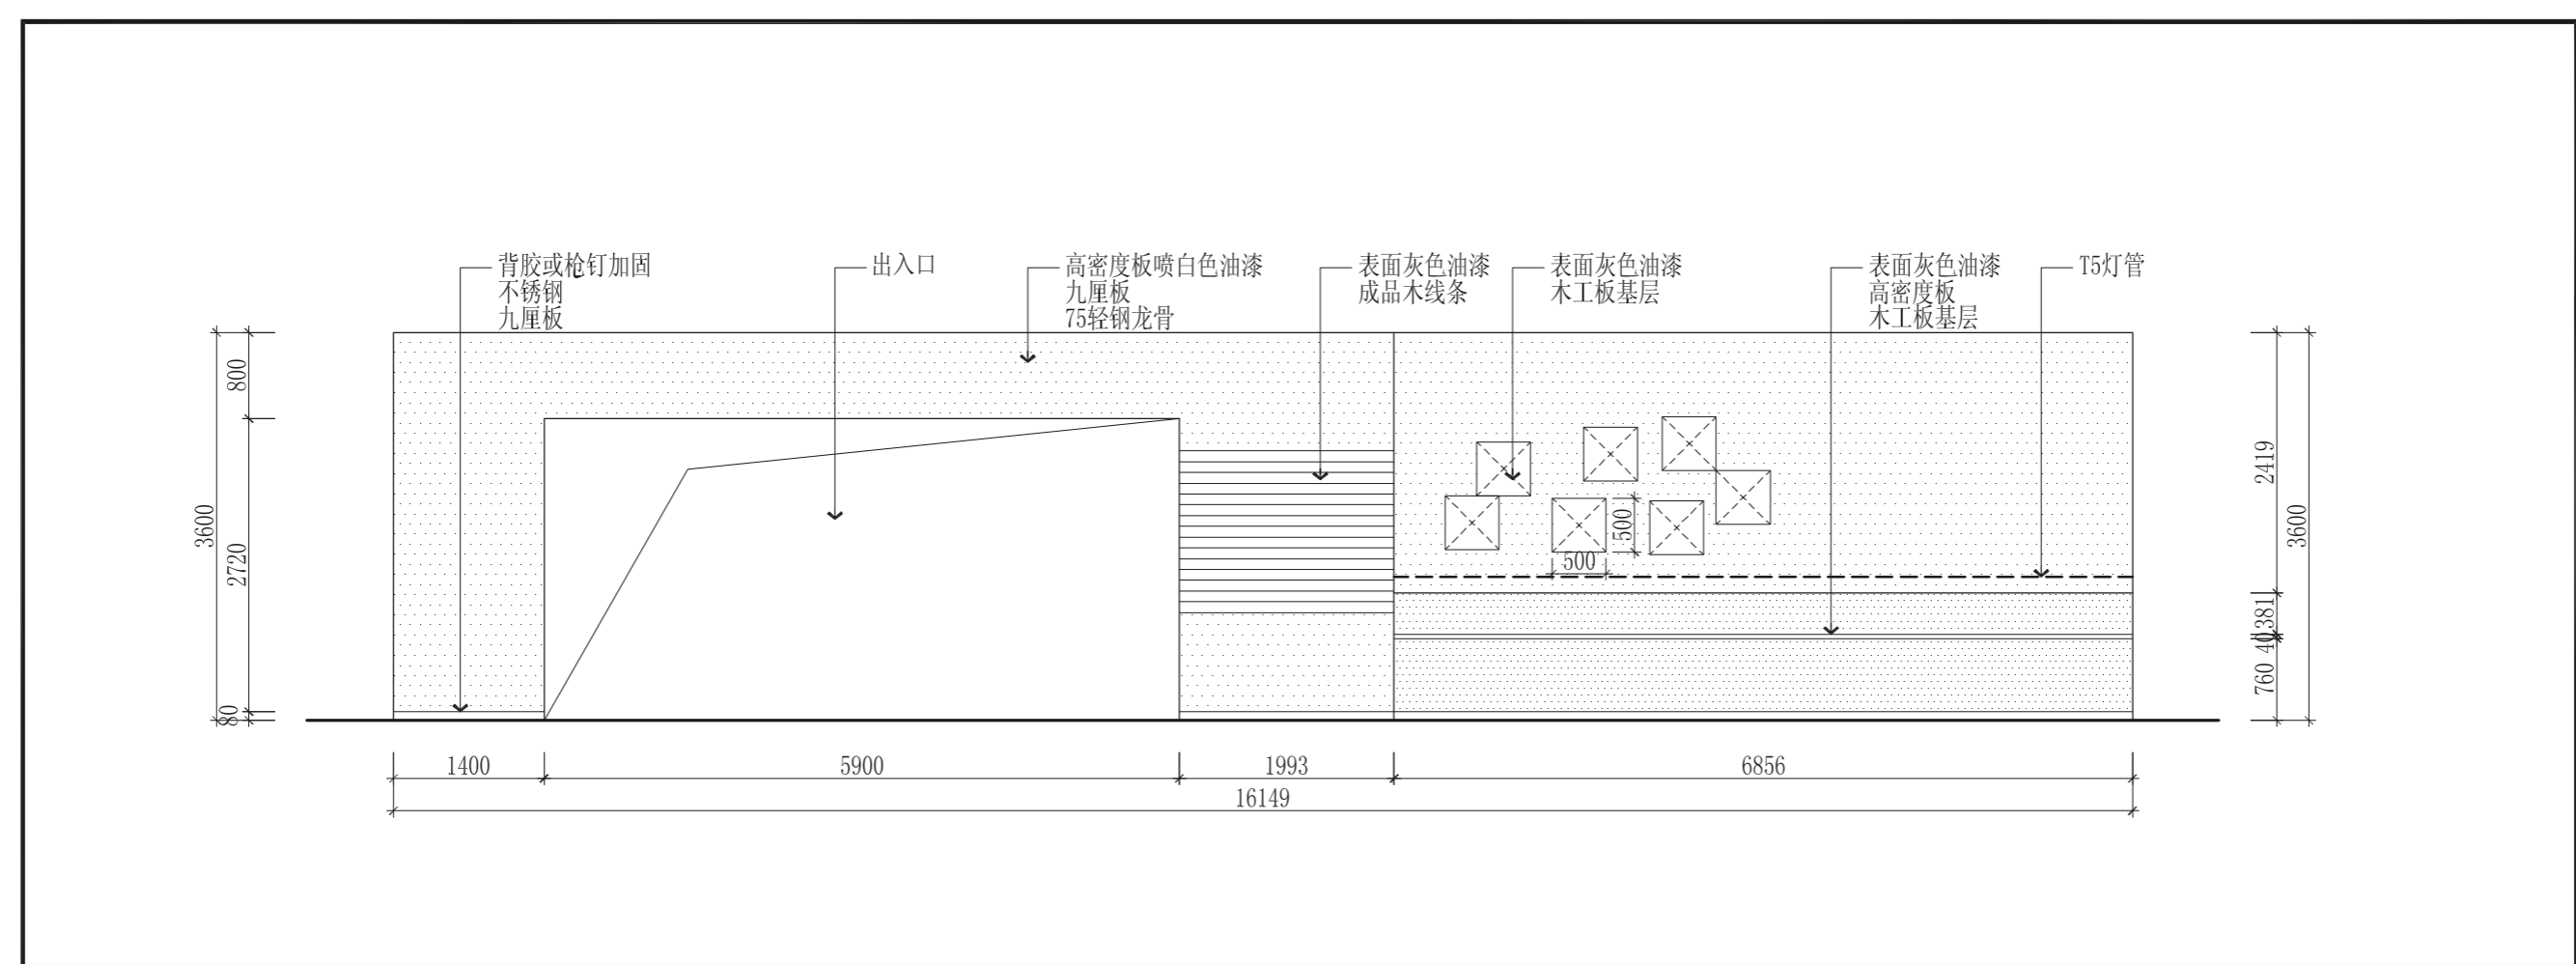 背胶或枪钉加固
不锈钢
九厘板
出入口
高密度板喷白色油漆
九厘板
75轻钢龙骨
表面灰色油漆
成品木线条
表面灰色油漆
木工板基层
表面灰色油漆
高密度板
木工板基层
T5灯管
800
2720
80
3600
500
500
2419
381
40
760
3600
1400
5900
1993
6856
16149